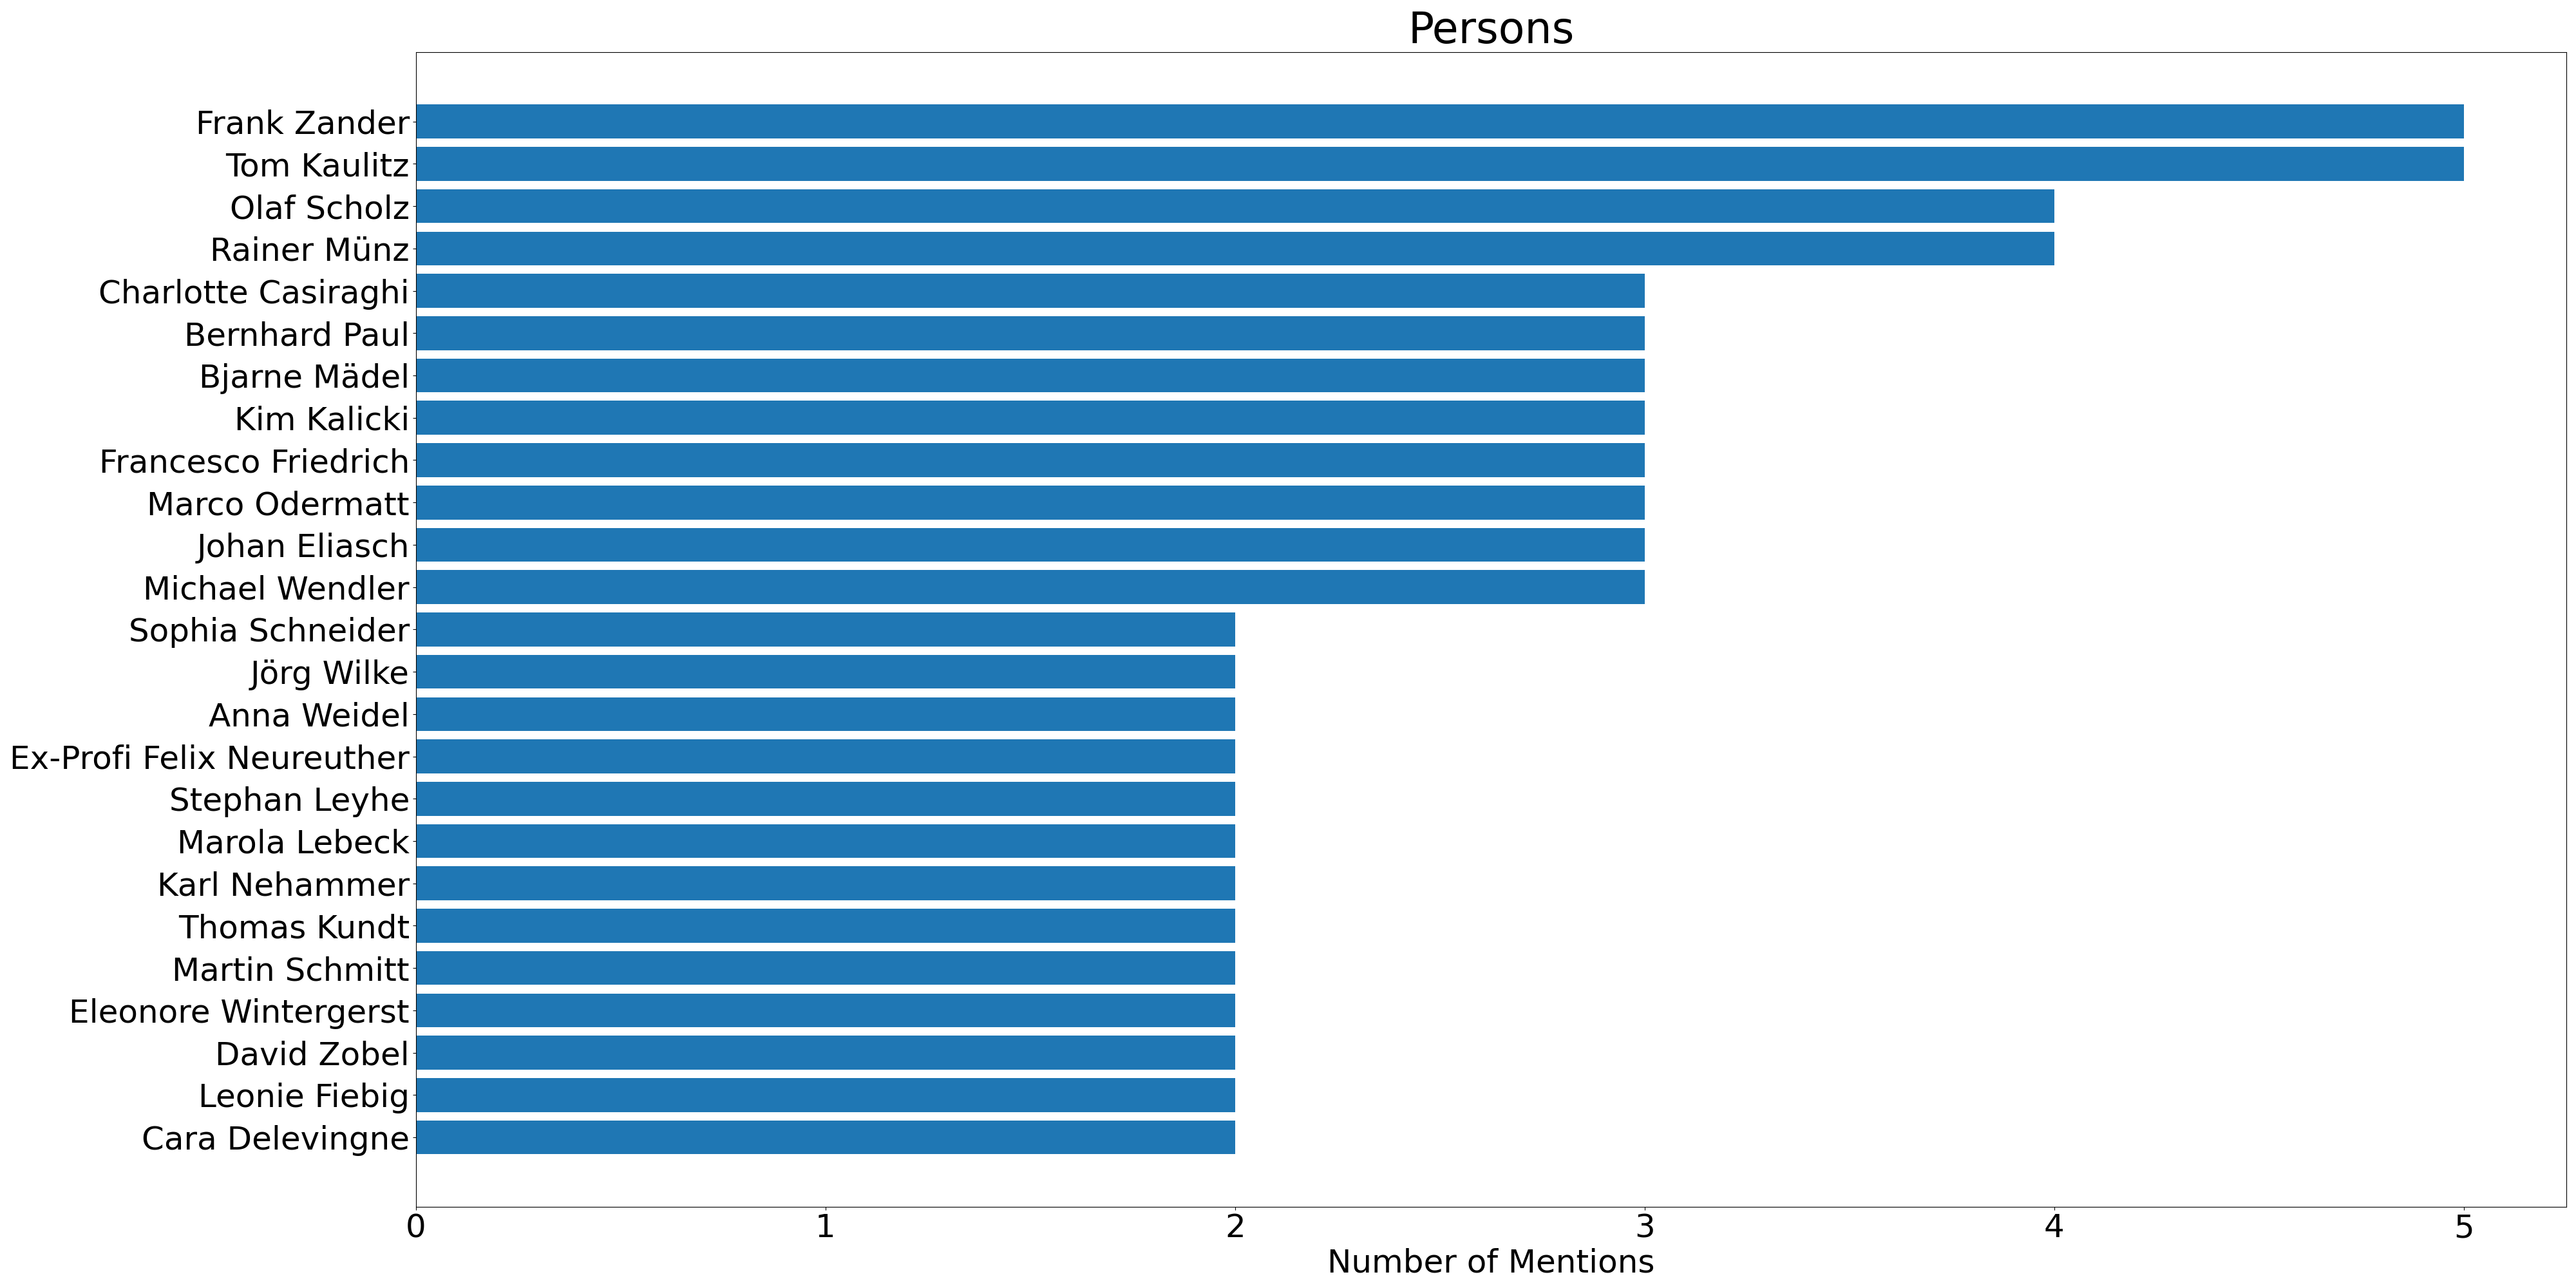 Persons
Frank Zander
Tom Kaulitz
Olaf Scholz
Rainer Münz
Charlotte Casiraghi
Bernhard Paul
Bjarne Mädel
Kim Kalicki
Francesco Friedrich
Marco Odermatt
Johan Eliasch
Michael Wendler
Sophia Schneider
Jörg Wilke
Anna Weidel
Ex-Profi Felix Neureuther
Stephan Leyhe
Marola Lebeck
Karl Nehammer
Thomas Kundt
Martin Schmitt
Eleonore Wintergerst
David Zobel
Leonie Fiebig
Cara Delevingne
0 1 2 3 4 5
Number of Mentions